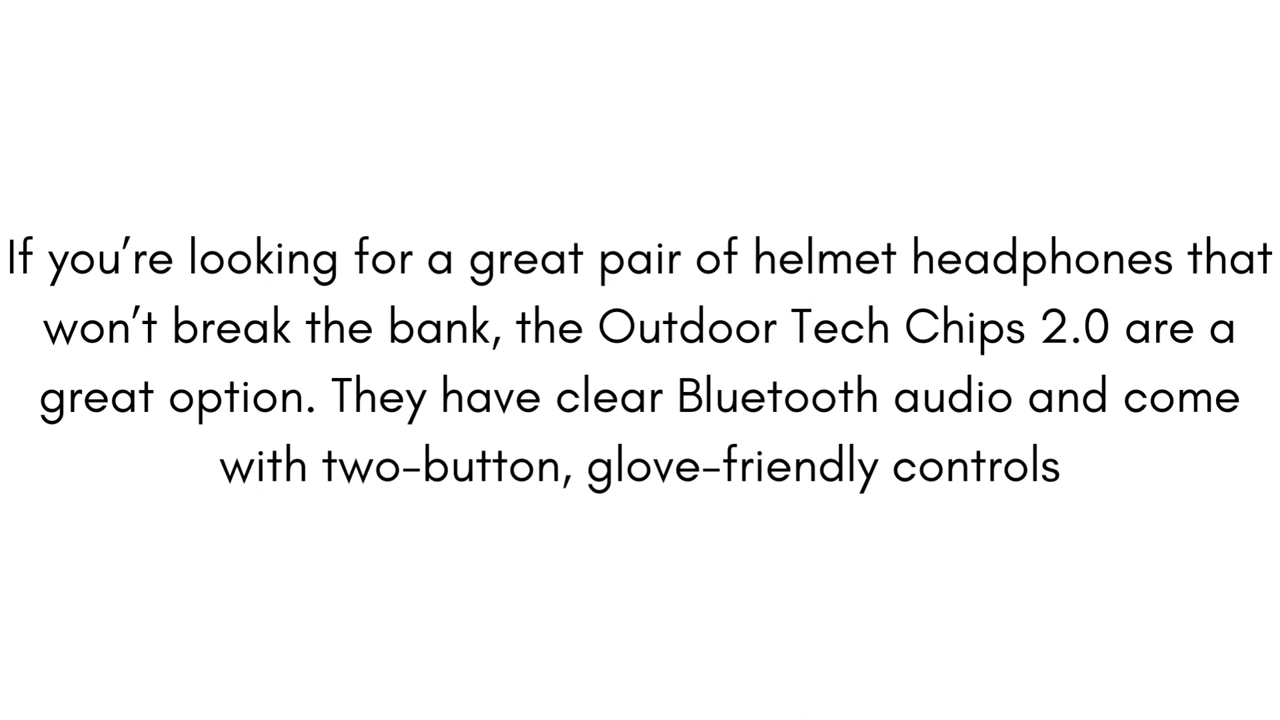 If you’re looking for a great pair of helmet headphones that
won’t break the bank, the Outdoor Tech Chips 2.0 are a
great option. They have clear Bluetooth audio and come
with two-button, glove-friendly controls